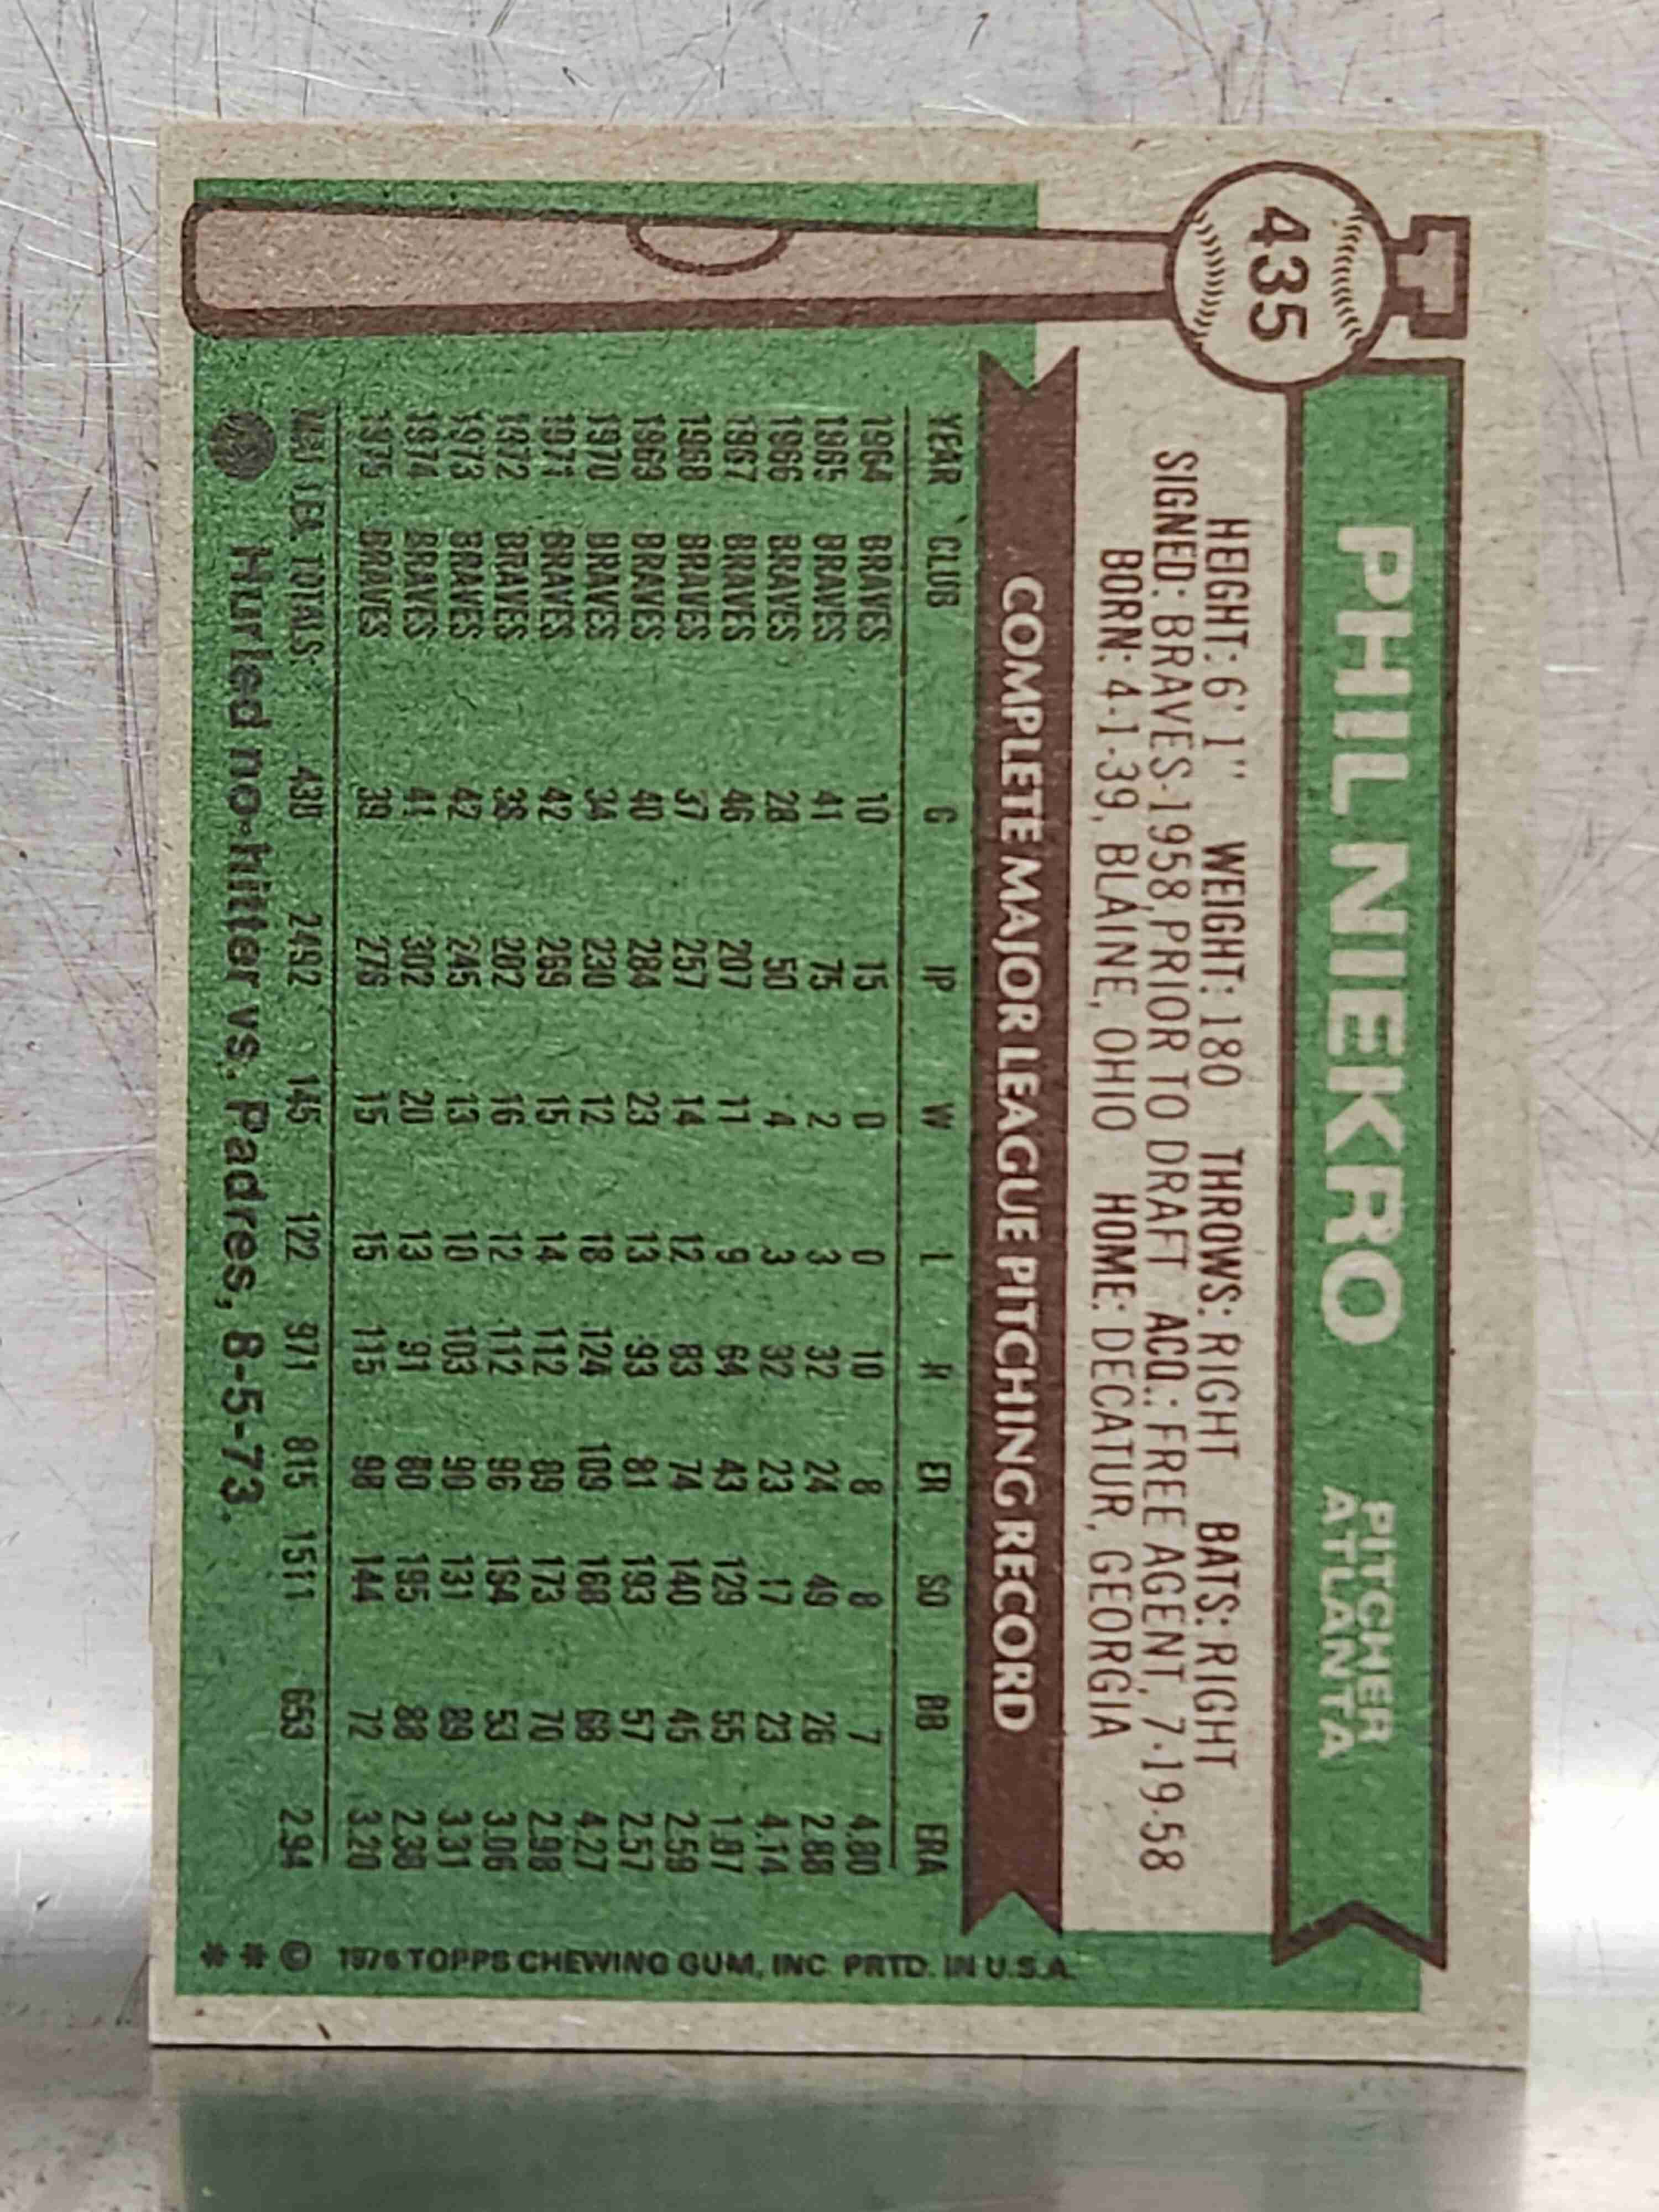 435
PHIL NIEKRO
PITCHER
ATLANTA
HEIGHT: 6' 1" WEIGHT: 180 THROWS: RIGHT BATS: RIGHT
SIGNED: BRAVES-1958, PRIOR TO DRAFT ACQ.: FREE AGENT, 7-19-58
BORN: 4-1-39, BLAINE, OHIO HOME: DECATUR, GEORGIA
COMPLETE MAJOR LEAGUE PITCHING RECORD
YEAR CLUB G IP W L R ER SO BB ERA
1964 BRAVES 10 15 0 0 10 8 8 7 4.80
1965 BRAVES 41 75 2 3 32 24 49 26 2.88
1966 BRAVES 28 50 4 3 32 23 17 23 4.14
1967 BRAVES 46 207 11 9 64 43 129 55 1.87
1968 BRAVES 37 257 14 12 83 74 140 45 2.59
1969 BRAVES 40 284 23 13 93 81 193 57 2.57
1970 BRAVES 34 230 12 18 124 109 168 68 4.27
1971 BRAVES 42 269 15 14 112 89 173 70 2.98
1972 BRAVES 38 282 16 12 112 96 164 53 3.06
1973 BRAVES 42 245 13 10 103 90 131 89 3.31
1974 BRAVES 41 302 20 13 91 80 195 88 2.38
1975 BRAVES 39 276 15 15 115 98 144 72 3.20
MAJ. LEA. TOTALS: 438 2492 145 122 971 815 1511 653 2.94
Hurled no-hitter vs. Padres, 8-5-73.
** © 1976 TOPPS CHEWING GUM, INC. PRTD. IN U.S.A.